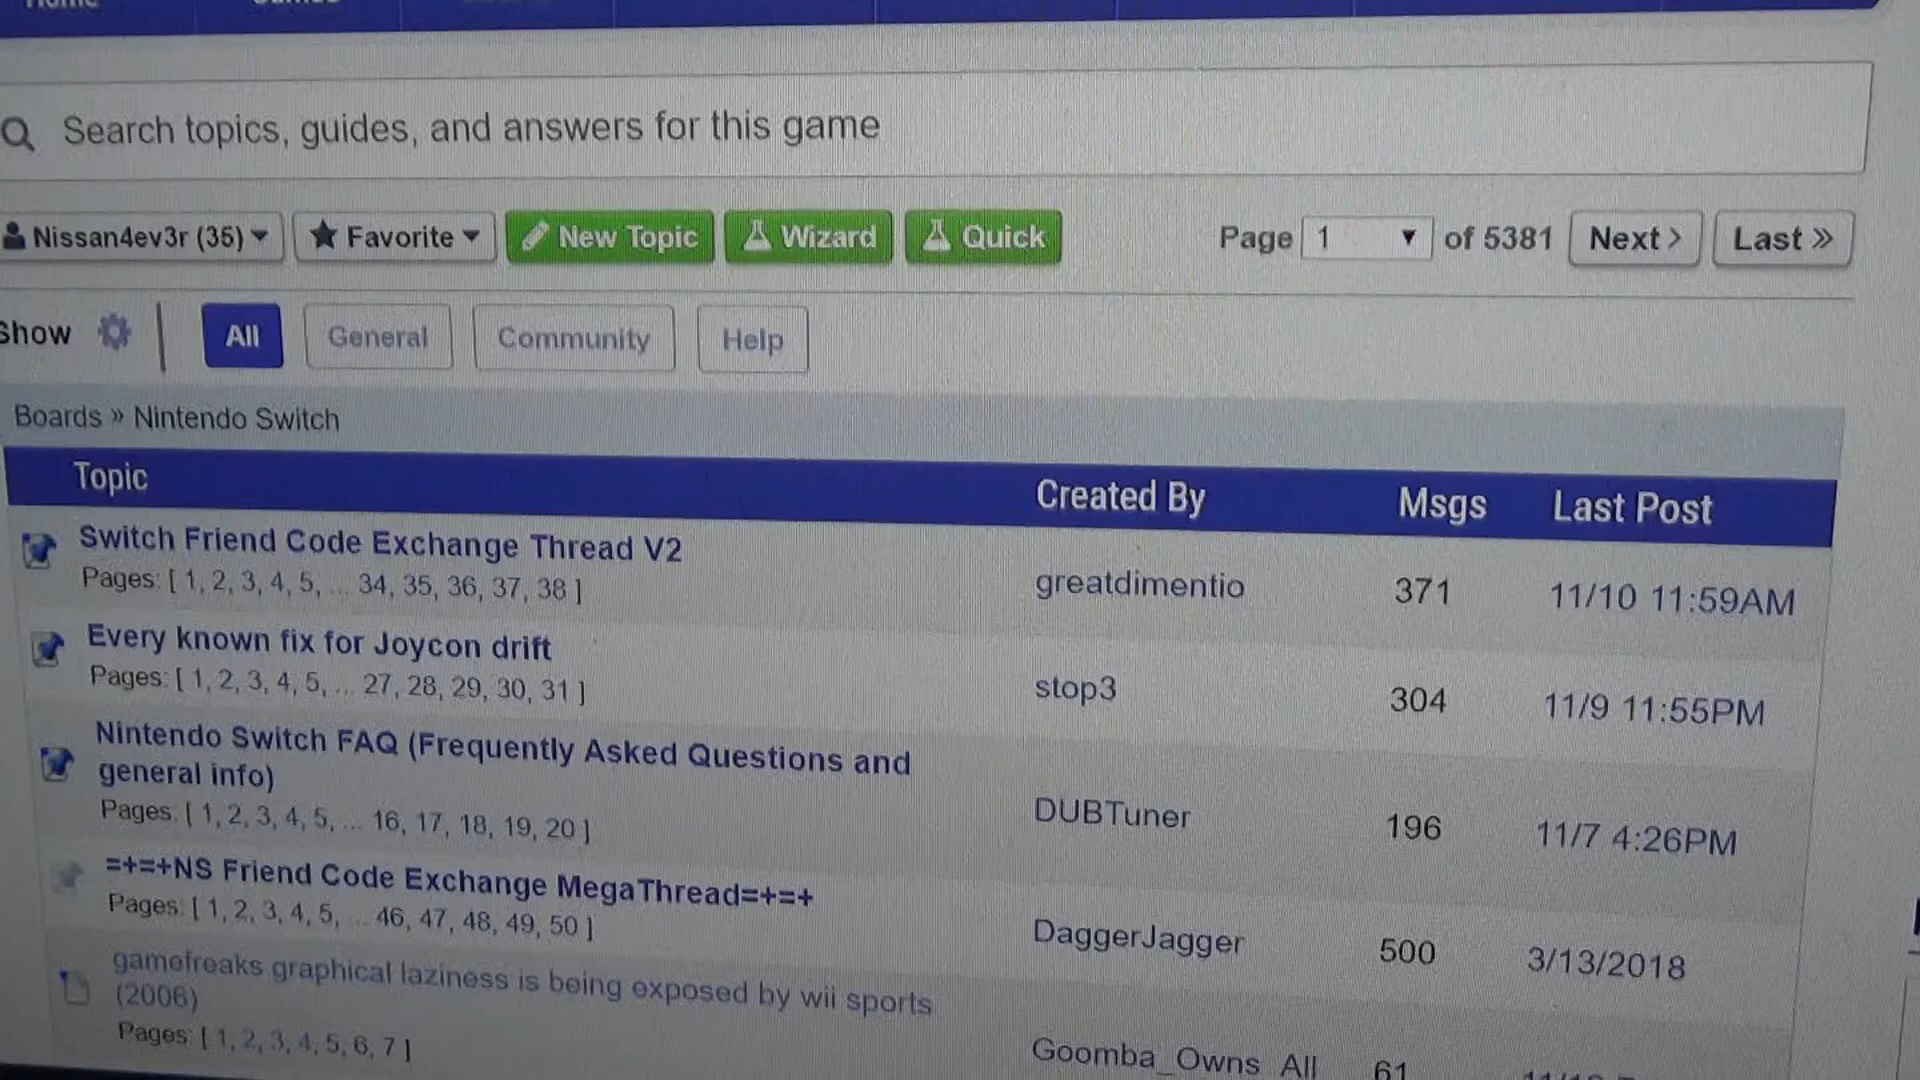 Home
Search topics, guides, and answers for this game
Nissan4ev3r (35) Favorite New Topic Wizard Quick Page 1 of 5381 Next > Last »
Show All General Community Help
Boards » Nintendo Switch
Topic Created By Msgs Last Post
Switch Friend Code Exchange Thread V2
Pages: [ 1, 2, 3, 4, 5, ... 34, 35, 36, 37, 38 ]
greatdimentio 371 11/10 11:59AM
Every known fix for Joycon drift
Pages: [ 1, 2, 3, 4, 5, ... 27, 28, 29, 30, 31 ]
stop3 304 11/9 11:55PM
Nintendo Switch FAQ (Frequently Asked Questions and
general info)
Pages: [ 1, 2, 3, 4, 5, ... 16, 17, 18, 19, 20 ]
DUBTuner 196 11/7 4:26PM
=+=+NS Friend Code Exchange MegaThread=+=+
Pages: [ 1, 2, 3, 4, 5, ... 46, 47, 48, 49, 50 ]
DaggerJagger 500 3/13/2018
gamefreaks graphical laziness is being exposed by wii sports
(2006)
Pages: [ 1, 2, 3, 4, 5, 6, 7 ]
Goomba_Owns_All 61